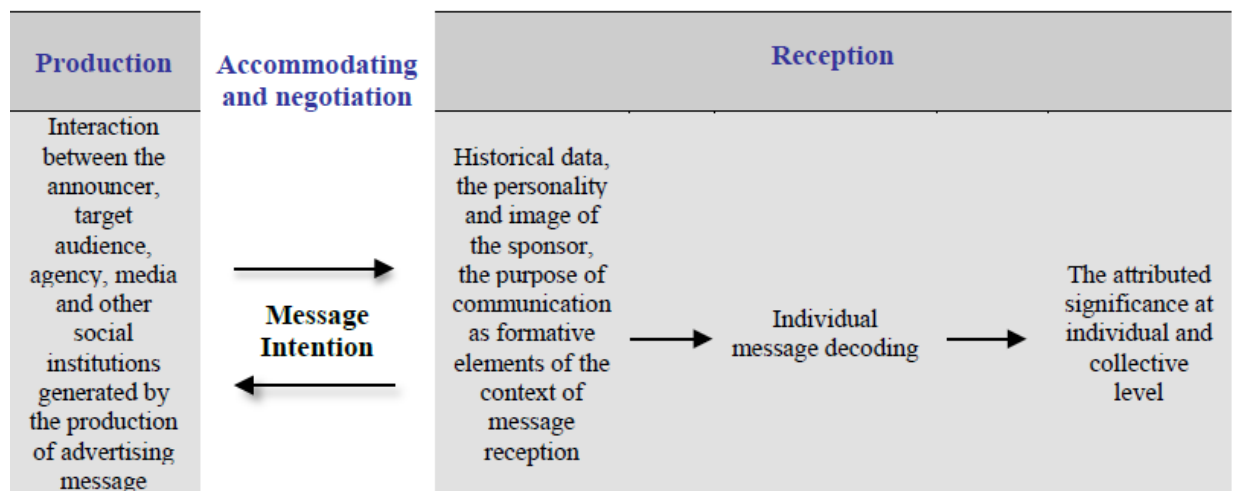 Production
Accommodating
and negotiation
Reception
Interaction
between the
announcer,
target
audience,
agency, media
and other
social
institutions
generated by
the production
of advertising
message
Message
Intention
Historical data,
the personality
and image of
the sponsor,
the purpose of
communication
as formative
elements of the
context of
message
reception
Individual
message decoding
The attributed
significance at
individual and
collective
level